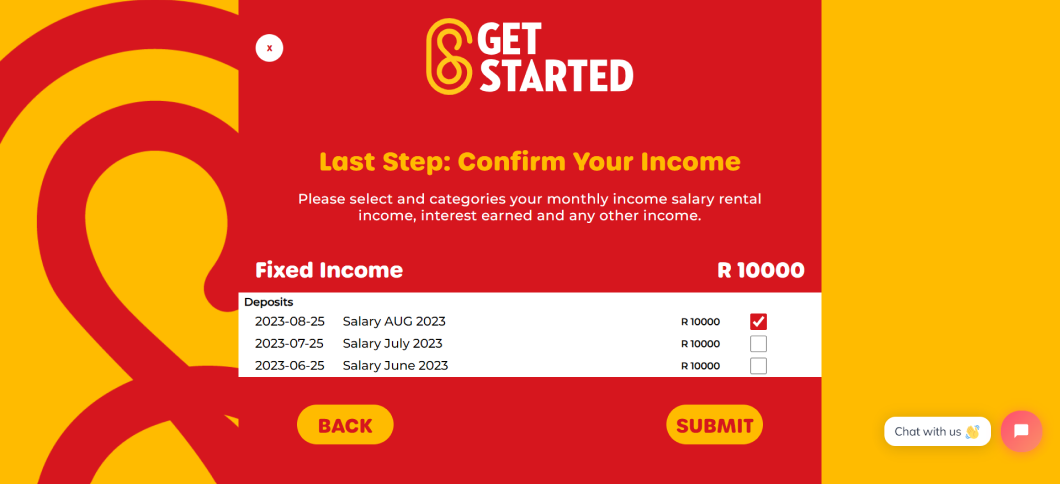 x
GET
STARTED
Last Step: Confirm Your Income
Please select and categories your monthly income salary rental
income, interest earned and any other income.
Fixed Income R 10000
Deposits
2023-08-25 Salary AUG 2023 R 10000
2023-07-25 Salary July 2023 R 10000
2023-06-25 Salary June 2023 R 10000
BACK SUBMIT
Chat with us 👋